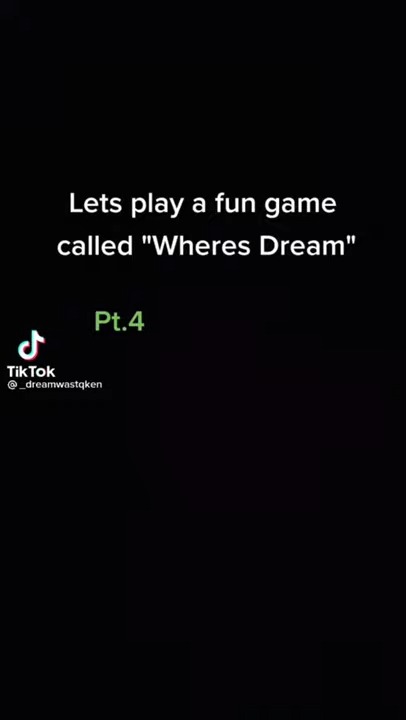 Lets play a fun game
called "Wheres Dream"
Pt.4
TikTok
@_dreamwastqken